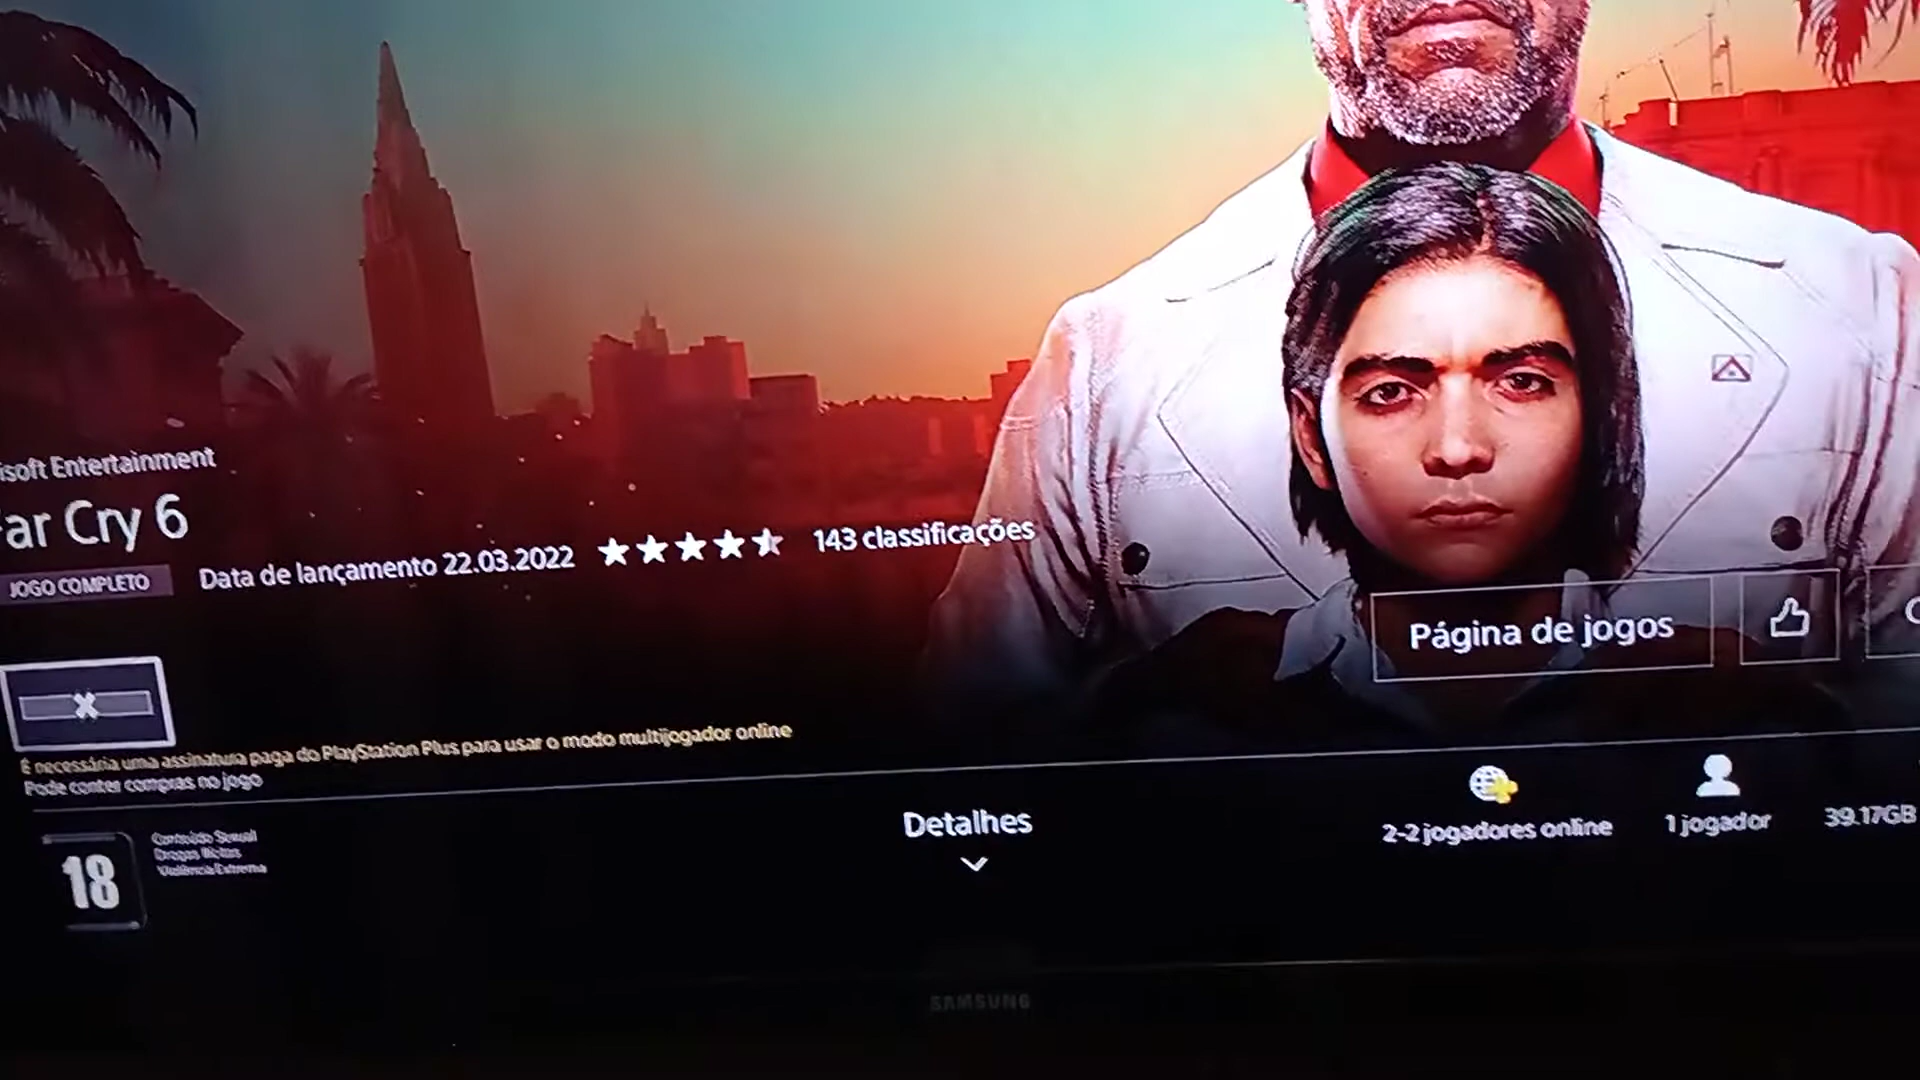 isoft Entertainment
Far Cry 6
JOGO COMPLETO
Data de lançamento 22.03.2022
143 classificações
Página de jogos
É necessária uma assinatura paga do PlayStation Plus para usar o modo multijogador online
Pode conter compras no jogo
18
Conteúdo Sexual
Drogas Ilícitas
Violência Extrema
Detalhes
2-2 jogadores online
1 jogador
39.17GB
SAMSUNG